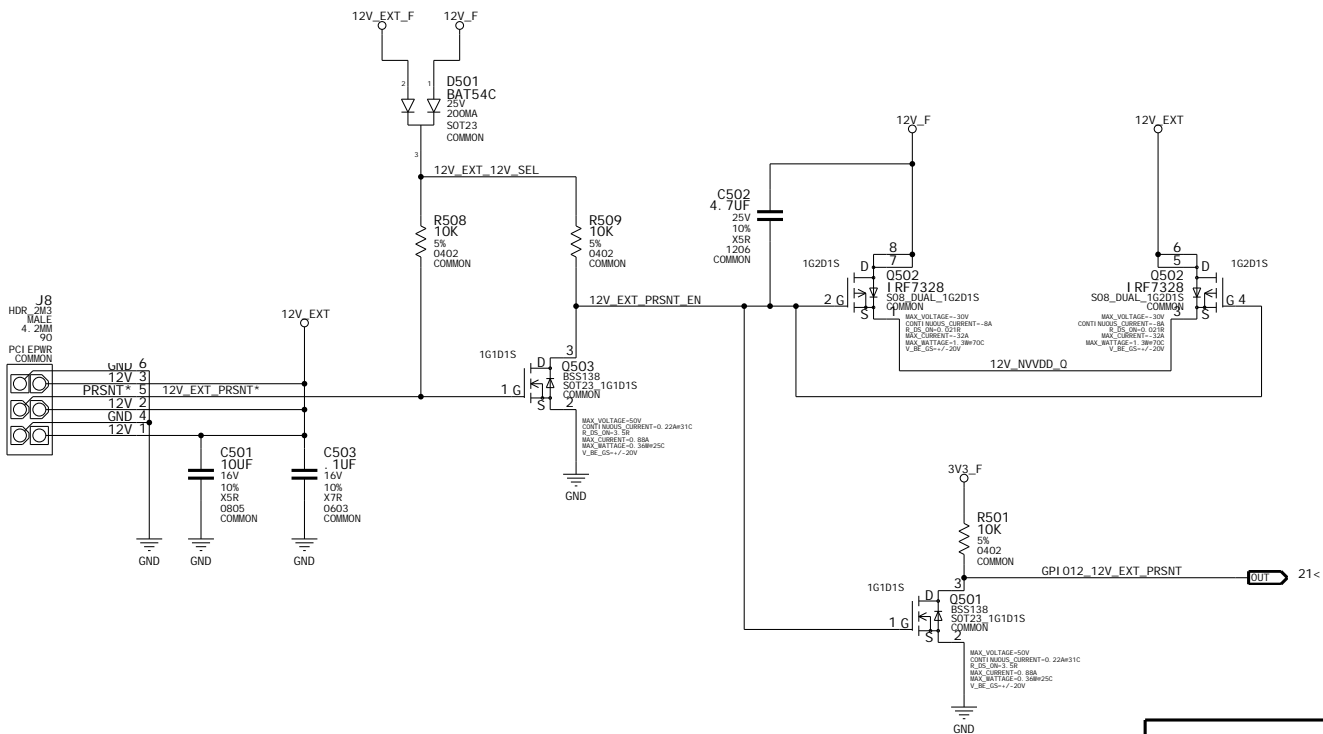 12V_EXT_F
12V_F
2
1
D501
BAT54C
25V
200MA
SOT23
COMMON
3
12V_EXT_12V_SEL
R508
10K
5%
0402
COMMON
R509
10K
5%
0402
COMMON
C502
4.7UF
25V
10%
X5R
1206
COMMON
12V_F
12V_EXT
8
7
1G2D1S
D
Q502
IRF7328
SO8_DUAL_1G2D1S
COMMON
2 G
S
1
MAX_VOLTAGE=-30V
CONTINUOUS_CURRENT=-8A
R_DS_ON=0.021R
MAX_CURRENT=-32A
MAX_WATTAGE=1.3W@70C
V_BE_GS=+/-20V
6
5
D
1G2D1S
Q502
IRF7328
SO8_DUAL_1G2D1S
COMMON
G 4
3
S
MAX_VOLTAGE=-30V
CONTINUOUS_CURRENT=-8A
R_DS_ON=0.021R
MAX_CURRENT=-32A
MAX_WATTAGE=1.3W@70C
V_BE_GS=+/-20V
12V_NVVDD_Q
12V_EXT_PRSNT_EN
J8
HDR_2M3
MALE
4.2MM
90
PCIEPWR
COMMON
12V_EXT
GND 6
12V 3
PRSNT* 5
12V_EXT_PRSNT*
12V 2
GND 4
12V 1
1G1D1S
3
D
Q503
BSS138
SOT23_1G1D1S
COMMON
1 G
S
2
MAX_VOLTAGE=50V
CONTINUOUS_CURRENT=0.22A@31C
R_DS_ON=3.5R
MAX_CURRENT=0.88A
MAX_WATTAGE=0.36W@25C
V_BE_GS=+/-20V
GND
C501
10UF
16V
10%
X5R
0805
COMMON
C503
.1UF
16V
10%
X7R
0603
COMMON
GND
GND
GND
3V3_F
R501
10K
5%
0402
COMMON
GPIO12_12V_EXT_PRSNT
OUT
21<
1G1D1S
3
D
Q501
BSS138
SOT23_1G1D1S
COMMON
1 G
S
2
MAX_VOLTAGE=50V
CONTINUOUS_CURRENT=0.22A@31C
R_DS_ON=3.5R
MAX_CURRENT=0.88A
MAX_WATTAGE=0.36W@25C
V_BE_GS=+/-20V
GND